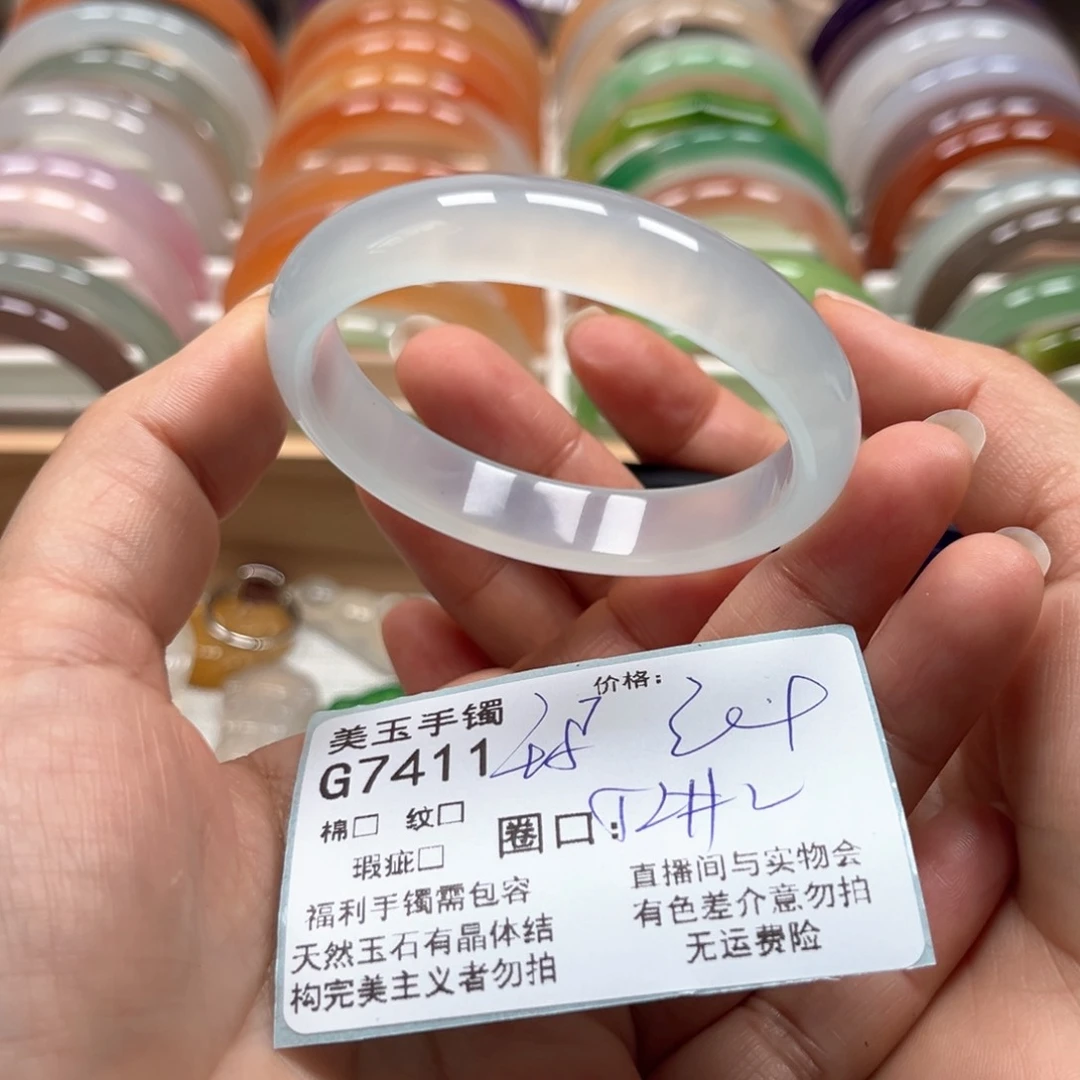 价格:
美玉手镯
G7411
棉□ 纹□
圈口:
瑕疵□
福利手镯需包容
天然玉石有晶体结
构完美主义者勿拍
直播间与实物会
有色差介意勿拍
无运费险